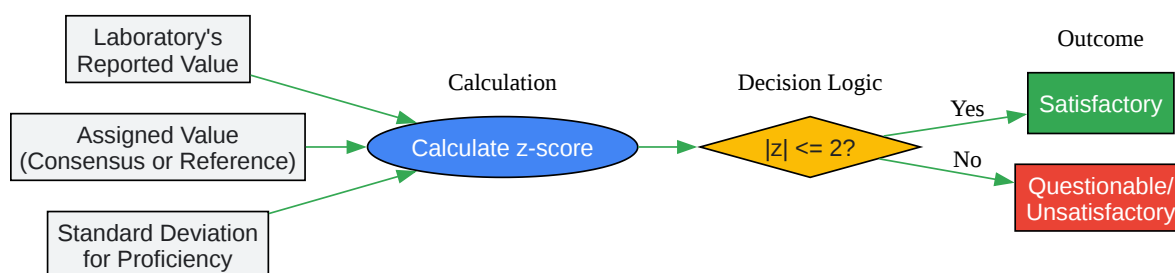 Laboratory's
Reported Value
Assigned Value
(Consensus or Reference)
Standard Deviation
for Proficiency
Calculation
Calculate z-score
Decision Logic
|z| <= 2?
Yes
No
Outcome
Satisfactory
Questionable/
Unsatisfactory